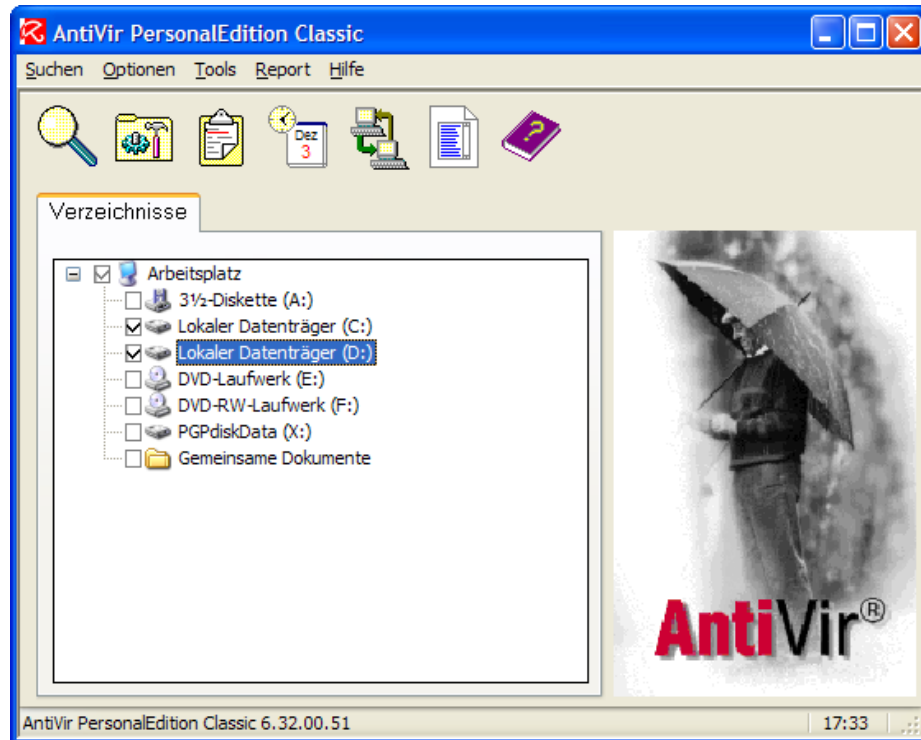 AntiVir PersonalEdition Classic
Suchen Optionen Tools Report Hilfe
Dez
3
Verzeichnisse
Arbeitsplatz
3½-Diskette (A:)
Lokaler Datenträger (C:)
Lokaler Datenträger (D:)
DVD-Laufwerk (E:)
DVD-RW-Laufwerk (F:)
PGPdiskData (X:)
Gemeinsame Dokumente
AntiVir®
AntiVir PersonalEdition Classic 6.32.00.51 17:33